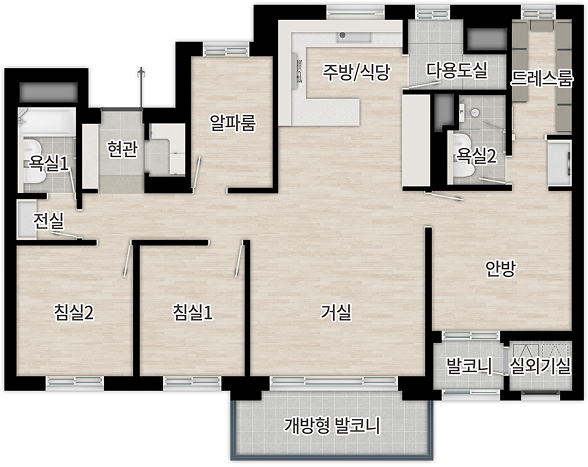 주방/식당
다용도실
드레스룸
알파룸
현관
욕실1
욕실2
전실
안방
침실2
침실1
거실
발코니
실외기실
개방형 발코니